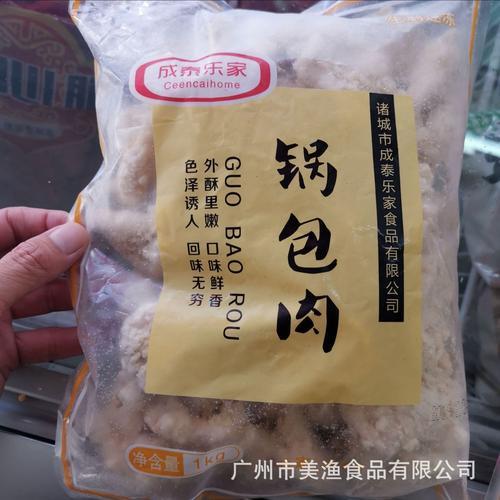 成泰乐家
Ceencaihome
诸城市成泰乐家食品有限公司
锅包肉
GUO BAO ROU
外酥里嫩 口味鲜香
色泽诱人 回味无穷
净含量 1kg
广州市美渔食品有限公司